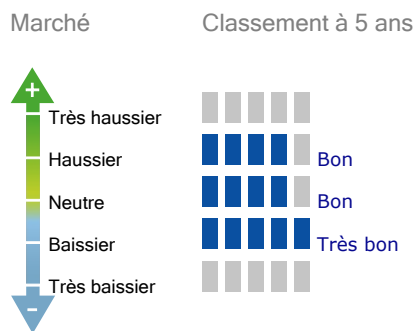 Marché Classement à 5 ans
+
Très haussier
Haussier Bon
Neutre Bon
Baissier Très bon
Très baissier
-